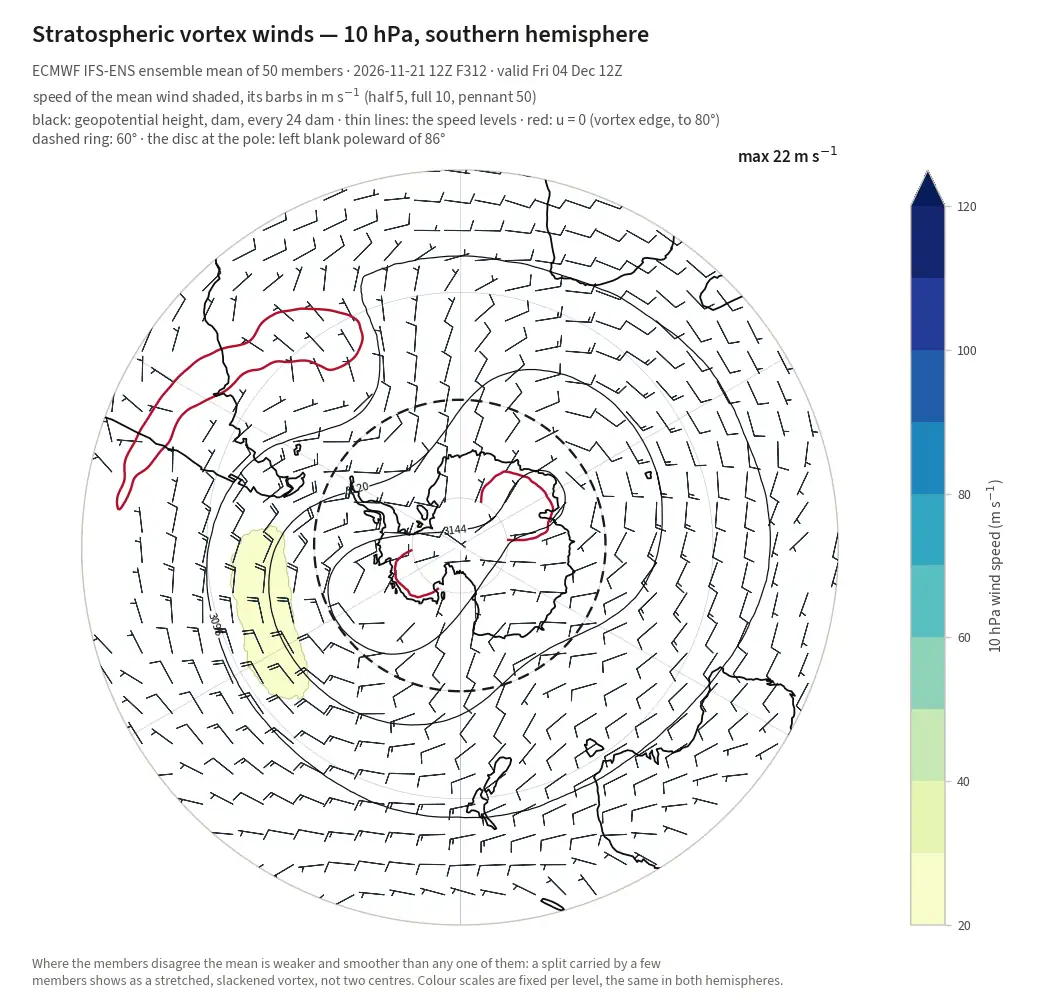 Stratospheric vortex winds — 10 hPa, southern hemisphere
ECMWF IFS-ENS ensemble mean of 50 members · 2026-11-21 12Z F312 · valid Fri 04 Dec 12Z
speed of the mean wind shaded, its barbs in m s⁻¹ (half 5, full 10, pennant 50)
black: geopotential height, dam, every 24 dam · thin lines: the speed levels · red: u = 0 (vortex edge, to 80°)
dashed ring: 60° · the disc at the pole: left blank poleward of 86°
max 22 m s⁻¹
120
100
80
60
40
20
10 hPa wind speed (m s⁻¹)
3144
Where the members disagree the mean is weaker and smoother than any one of them: a split carried by a few
members shows as a stretched, slackened vortex, not two centres. Colour scales are fixed per level, the same in both hemispheres.